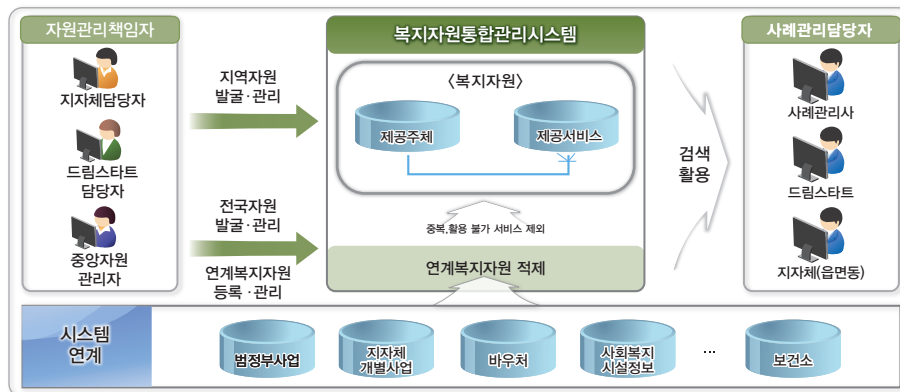 자원관리책임자
지자체담당자
드림스타트
담당자
중앙자원
관리자
지역자원
발굴·관리
전국자원
발굴·관리
연계복지자원
등록·관리
복지자원통합관리시스템
〈복지자원〉
제공주체
제공서비스
중복,활용 불가 서비스 제외
연계복지자원 적제
검색
활용
사례관리담당자
사례관리사
드림스타트
지자체(읍면동)
시스템
연계
범정부사업
지자체
개별사업
바우처
사회복지
시설정보
...
보건소